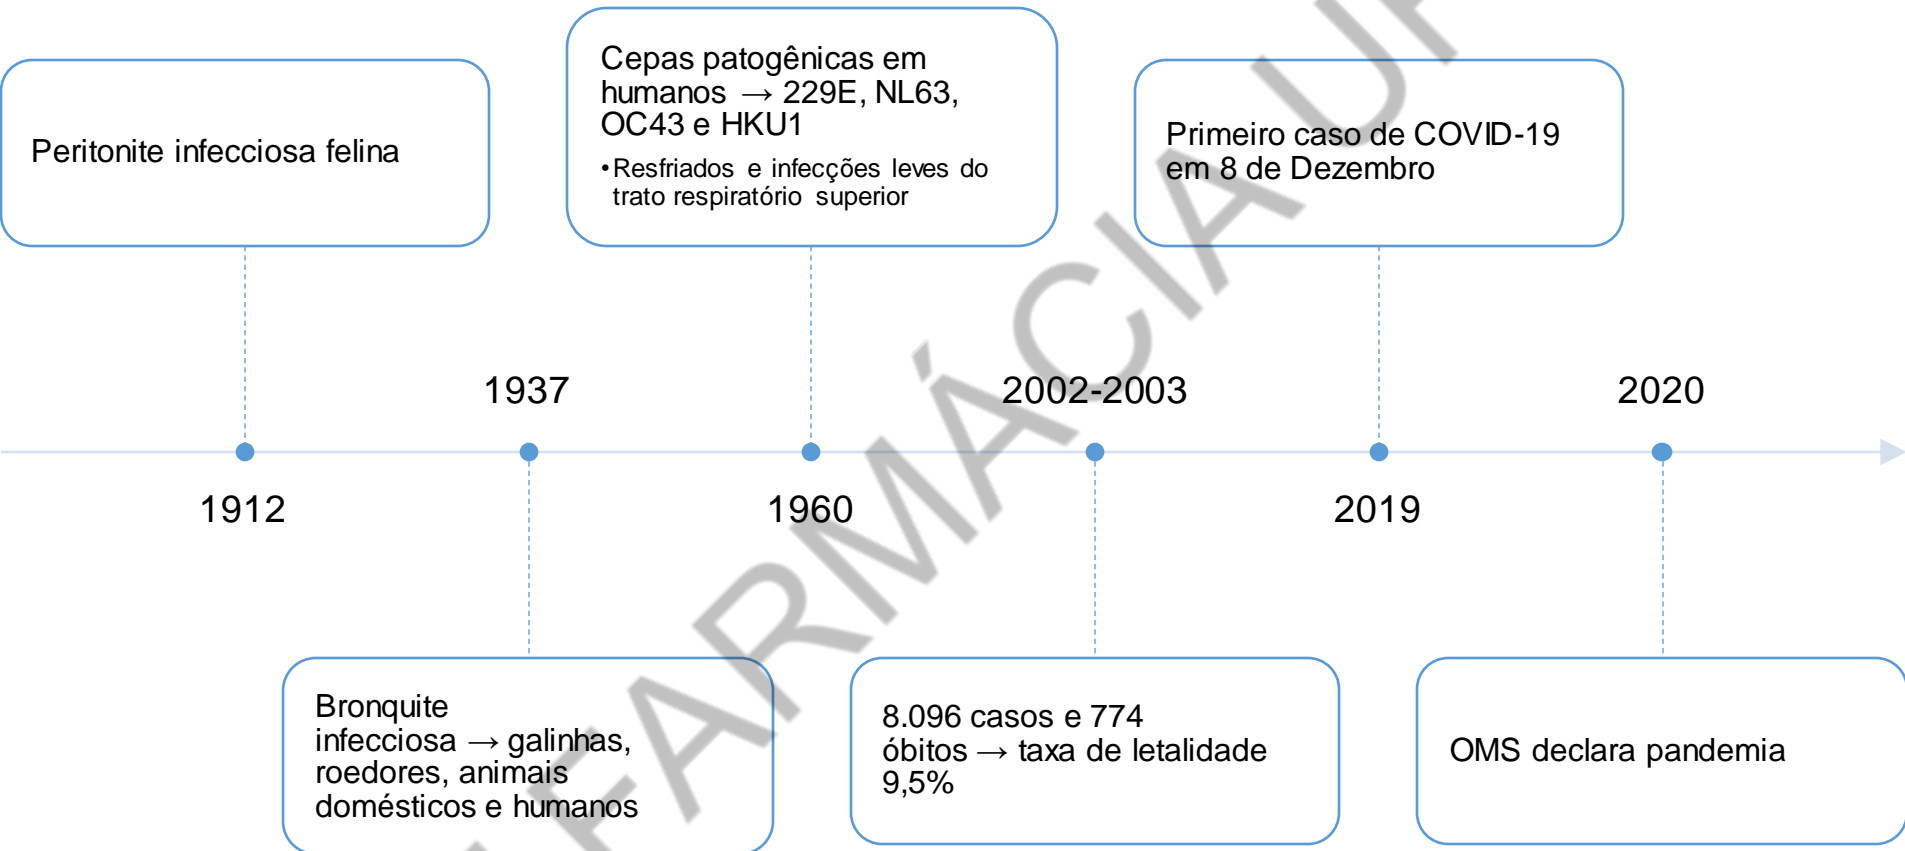 Peritonite infecciosa felina
1912
1937
Bronquite
infecciosa → galinhas,
roedores, animais
domésticos e humanos
Cepas patogênicas em
humanos → 229E, NL63,
OC43 e HKU1
•Resfriados e infecções leves do
trato respiratório superior
1960
2002-2003
8.096 casos e 774
óbitos → taxa de letalidade
9,5%
Primeiro caso de COVID-19
em 8 de Dezembro
2019
2020
OMS declara pandemia
FARMÁCIA